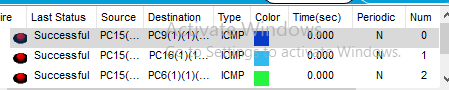 ire Last Status Source Destination Type Color Time(sec) Periodic Num
Successful PC15(... PC9(1)(1)... ICMP 0.000 N 0
Successful PC15(... PC16(1)(1)... ICMP 0.000 N 1
Successful PC15(... PC6(1)(1)(... ICMP 0.000 N 2
Activate Windows
Go to Settings to activate Windows.